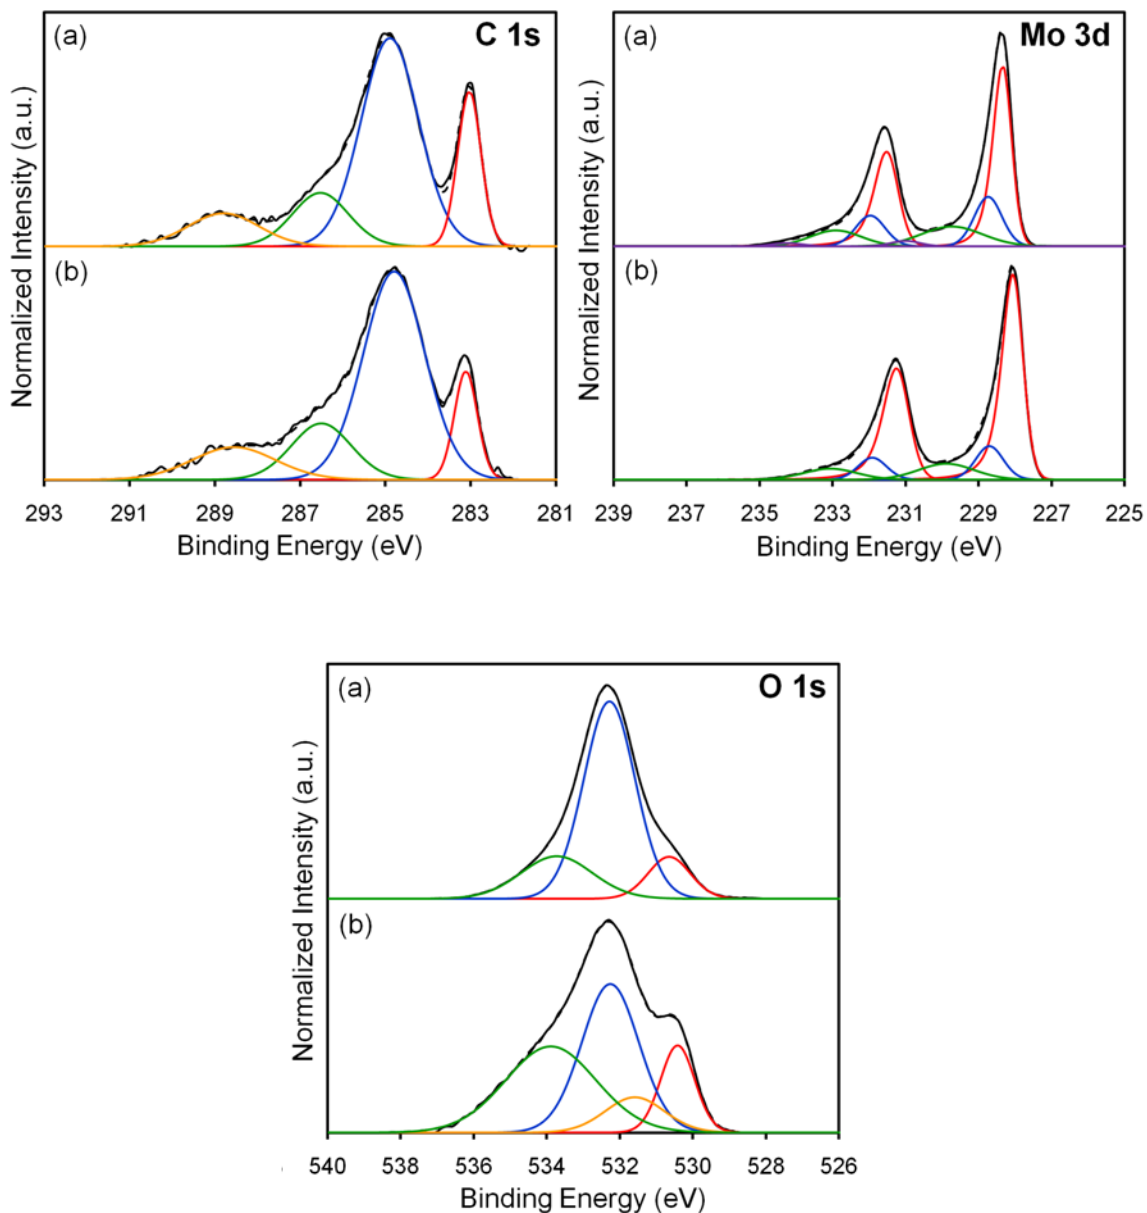 (a) C 1s
Normalized Intensity (a.u.)
(b)
293 291 289 287 285 283 281
Binding Energy (eV)
(a) Mo 3d
Normalized Intensity (a.u.)
(b)
239 237 235 233 231 229 227 225
Binding Energy (eV)
(a) O 1s
Normalized Intensity (a.u.)
(b)
540 538 536 534 532 530 528 526
Binding Energy (eV)